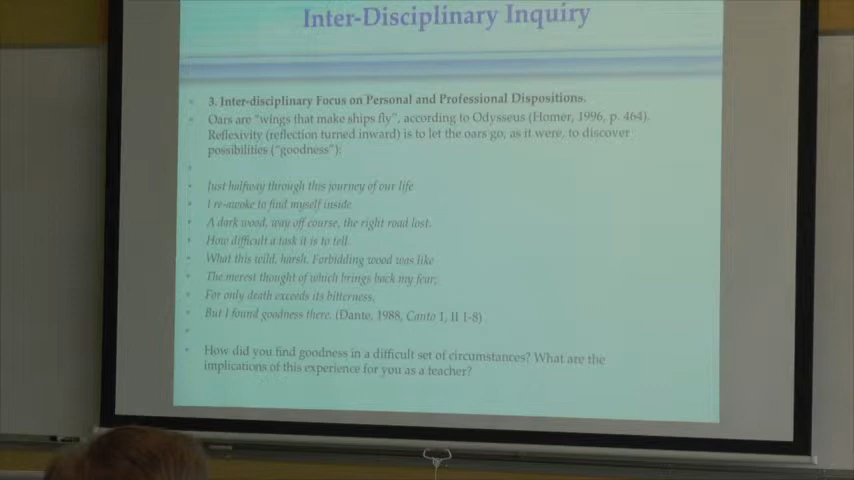 Inter-Disciplinary Inquiry
3. Inter-disciplinary Focus on Personal and Professional Dispositions.
Oars are "wings that make ships fly", according to Odysseus (Homer, 1996, p. 464).
Reflexivity (reflection turned inward) is to let the oars go, as it were, to discover
possibilities ("goodness"):
Just halfway through this journey of our life
I re-awoke to find myself inside
A dark wood, way off course, the right road lost.
How difficult a task it is to tell
What this wild, harsh. Forbidding wood was like
The merest thought of which brings back my fear;
For only death exceeds its bitterness,
But I found goodness there. (Dante, 1988, Canto 1, II 1-8)
How did you find goodness in a difficult set of circumstances? What are the
implications of this experience for you as a teacher?